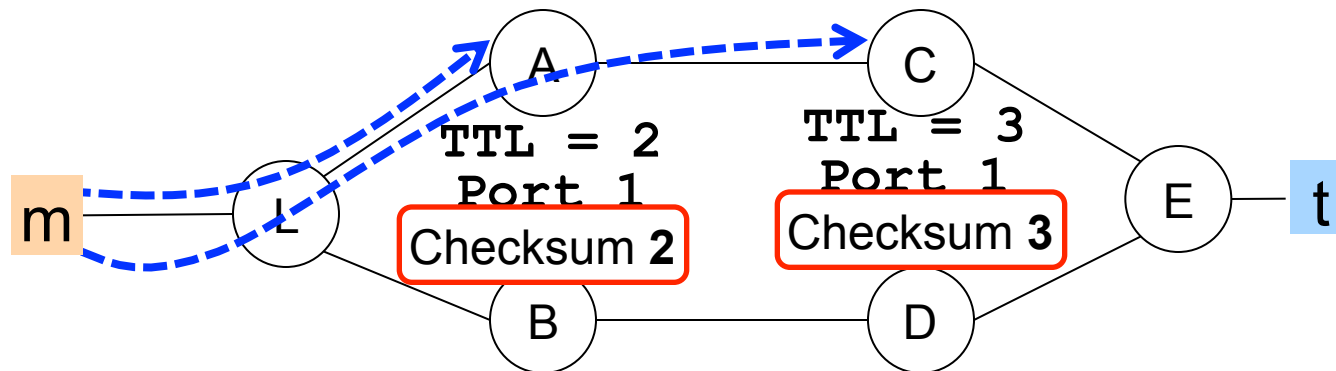 A
C
TTL = 2
TTL = 3
Port 1
Port 1
m
L
Checksum 2
Checksum 3
E
t
B
D